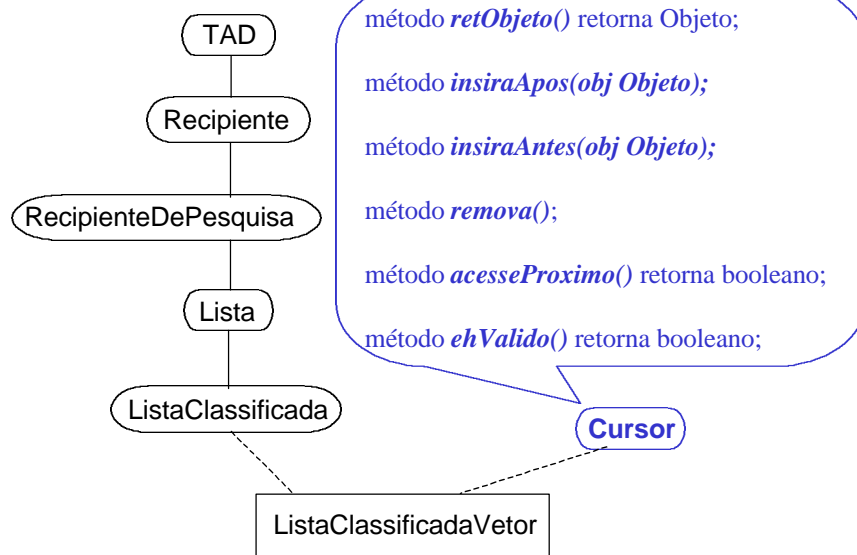 TAD
Recipiente
RecipienteDePesquisa
Lista
ListaClassificada
método retObjeto() retorna Objeto;
método insiraApos(obj Objeto);
método insiraAntes(obj Objeto);
método remova();
método acesseProximo() retorna booleano;
método ehValido() retorna booleano;
Cursor
ListaClassificadaVetor